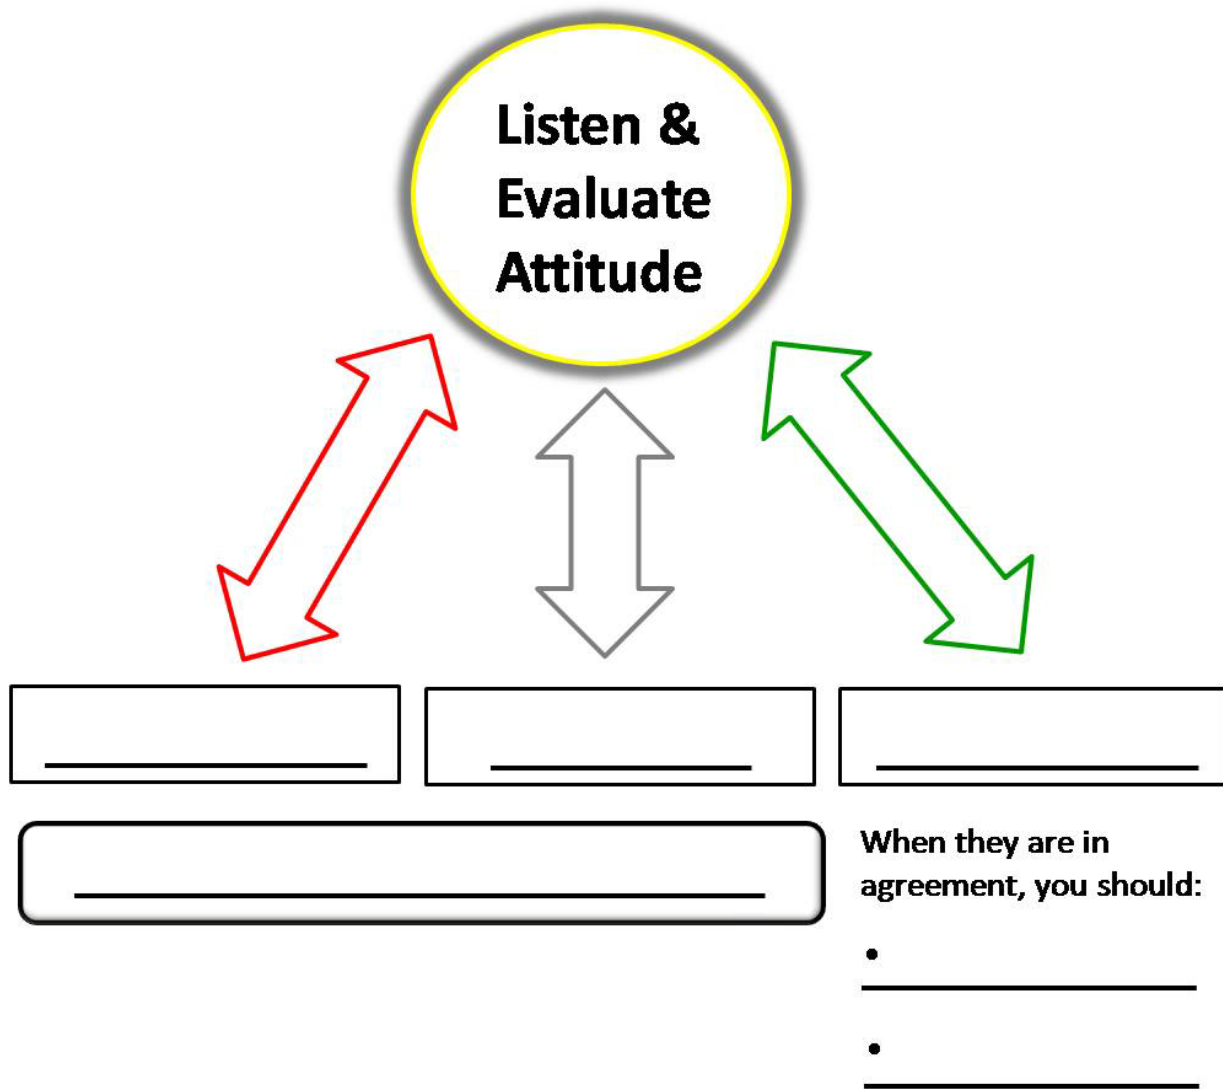 Listen &
Evaluate
Attitude
When they are in
agreement, you should:
•
•